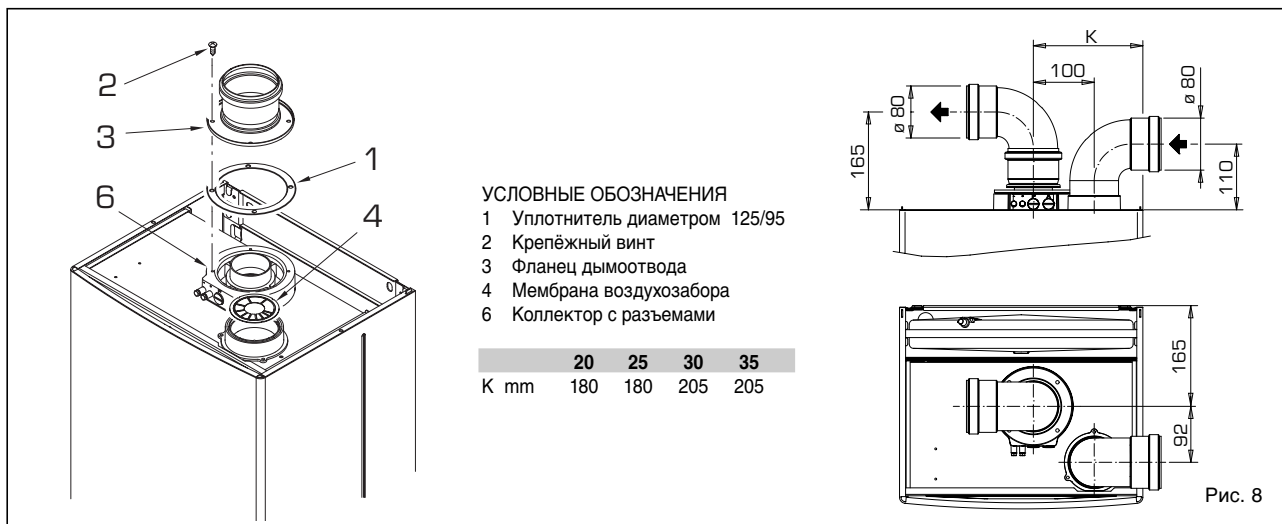 2
3
1
6
4
УСЛОВНЫЕ ОБОЗНАЧЕНИЯ
1 Уплотнитель диаметром 125/95
2 Крепёжный винт
3 Фланец дымоотвода
4 Мембрана воздухозабора
6 Коллектор с разъемами
20 25 30 35
K mm 180 180 205 205
K
100
ø 80
ø 80
165
110
165
92
Рис. 8